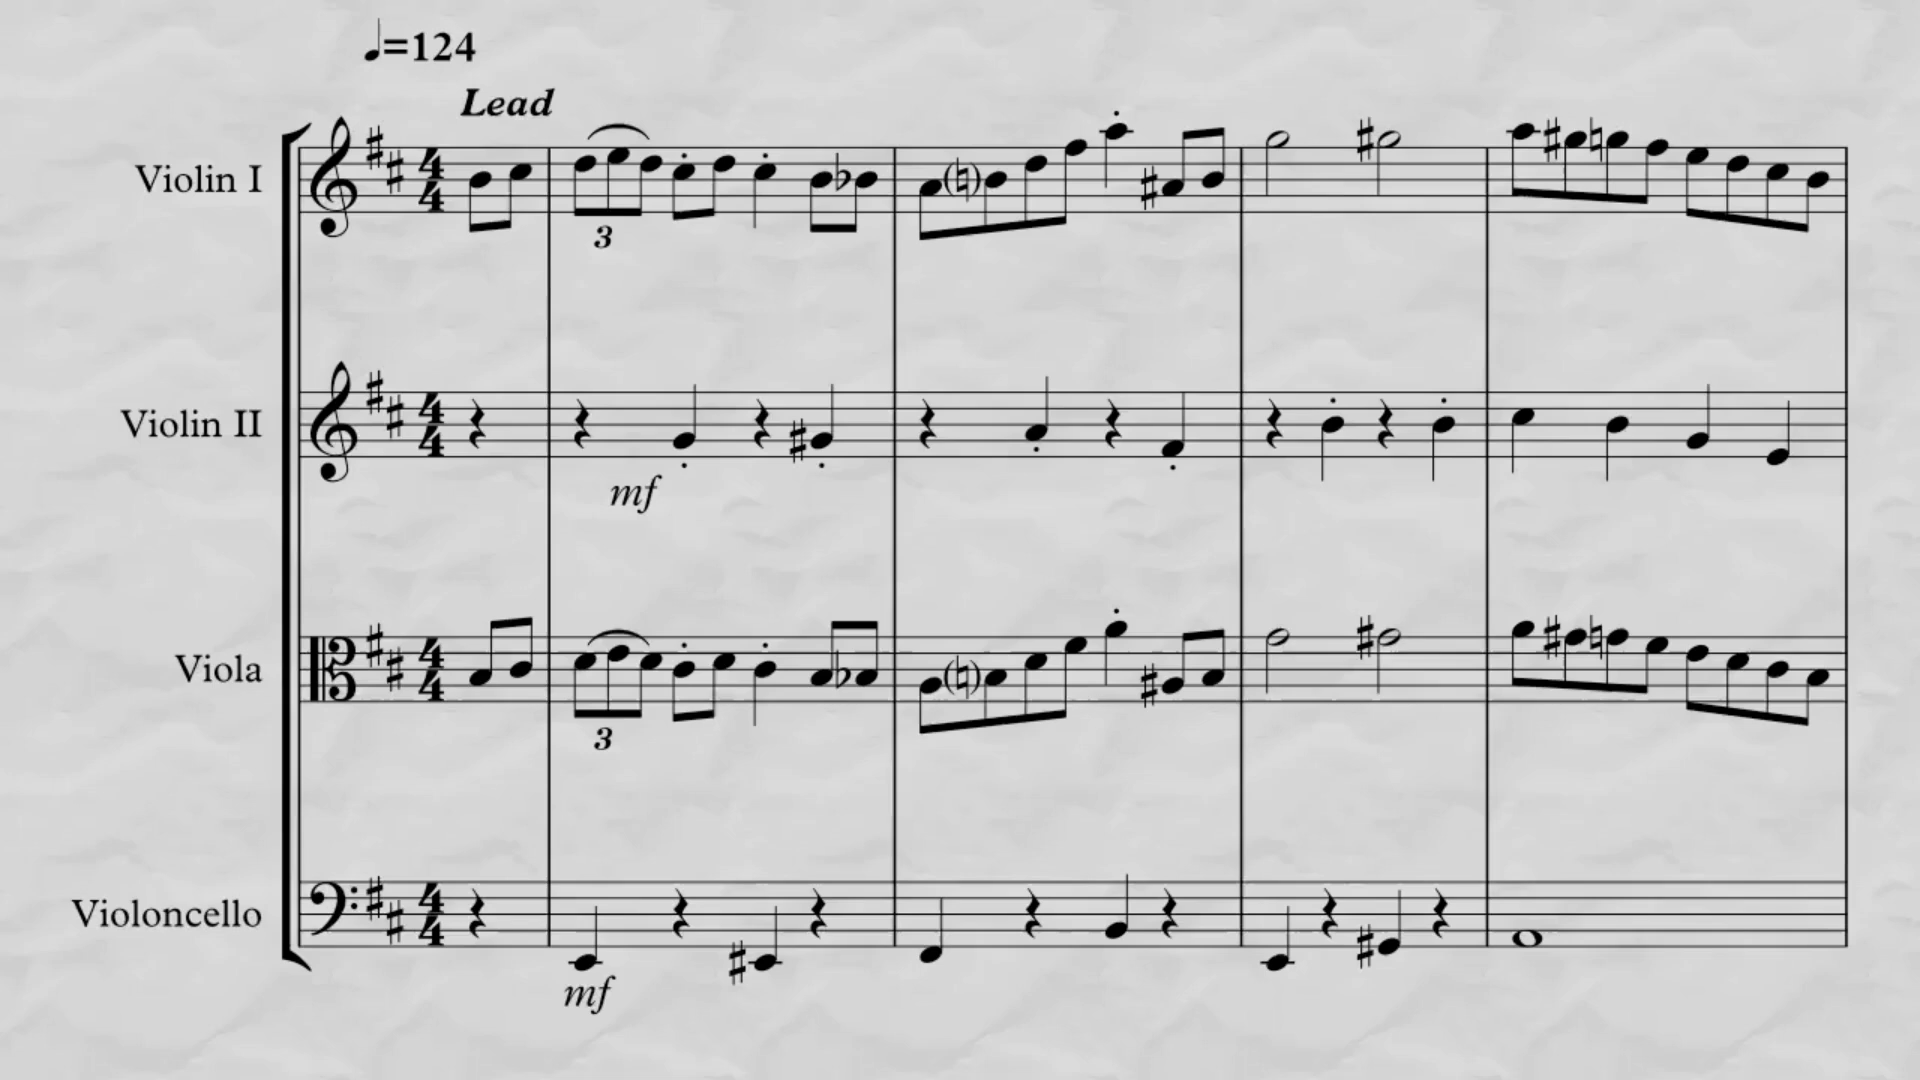 ♩=124
Lead
Violin I
3
Violin II
mf
Viola
3
Violoncello
mf